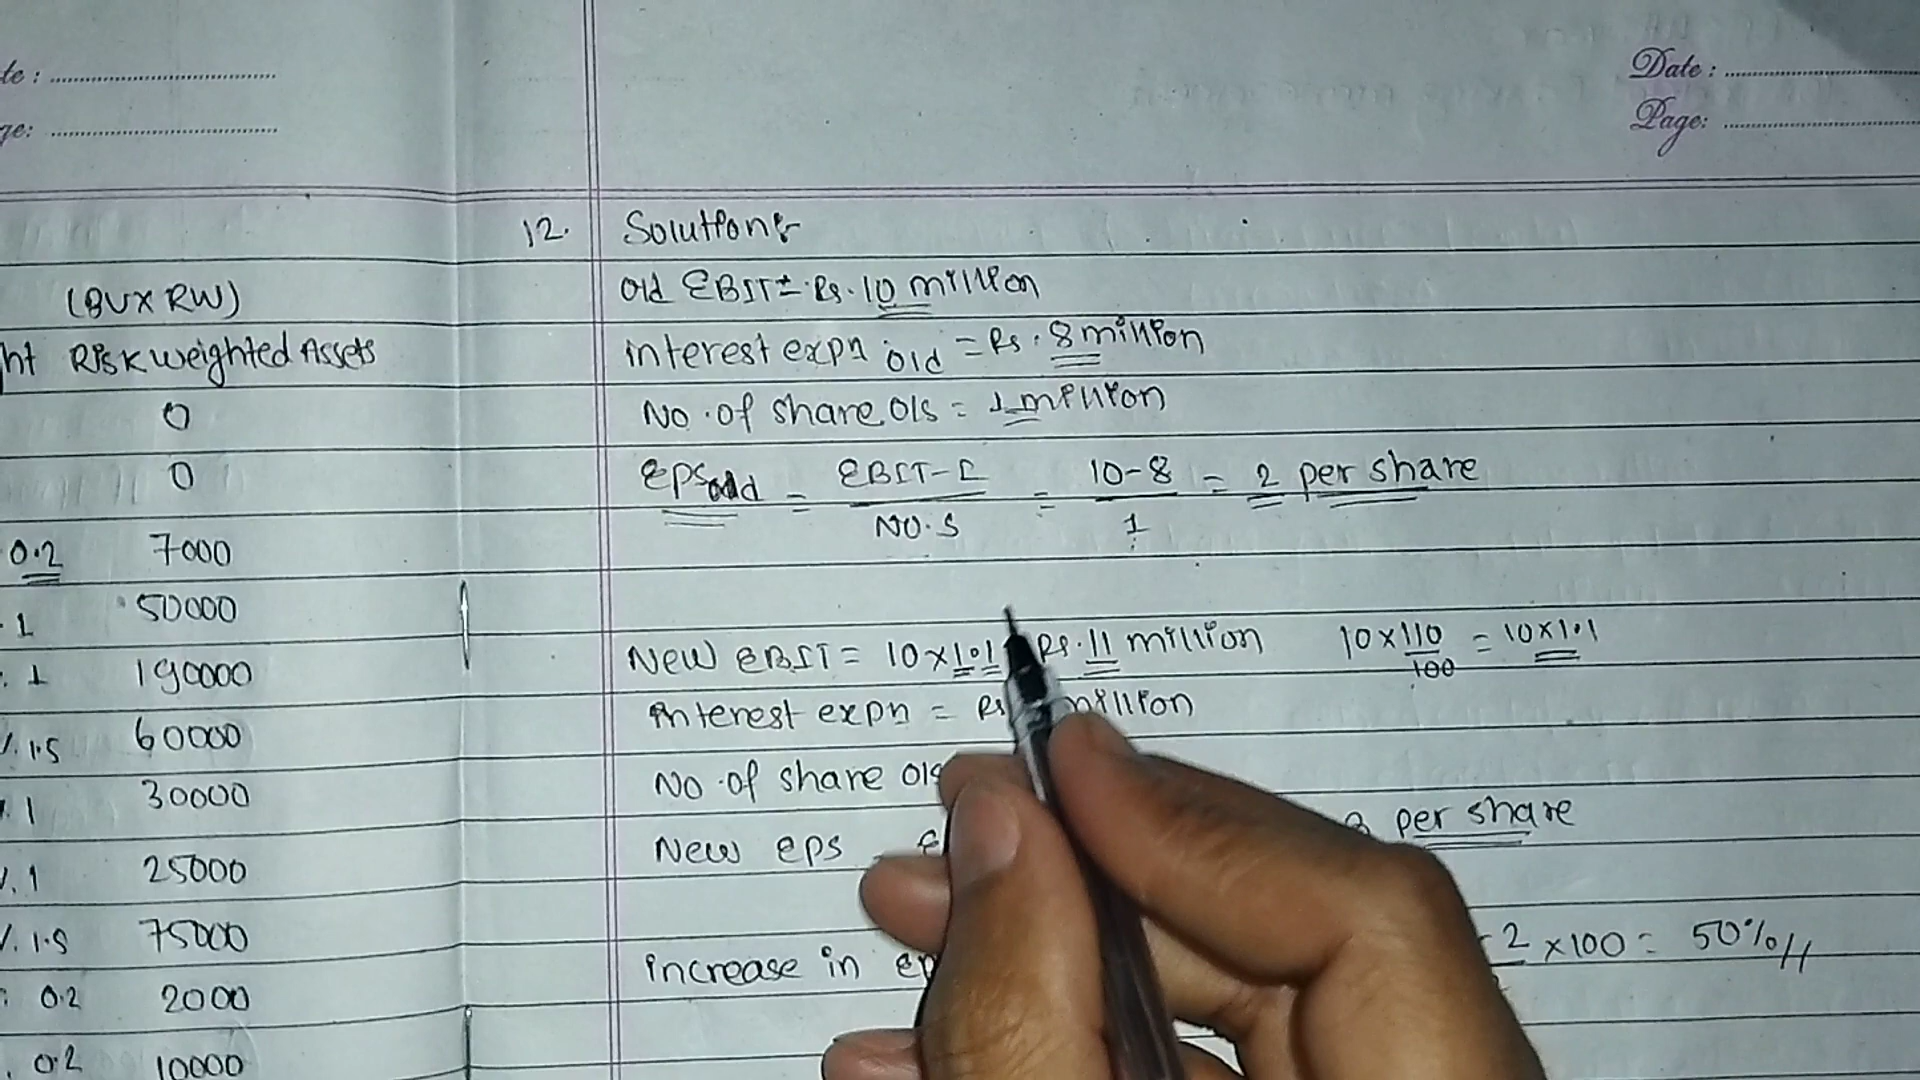 te : Date :
ge: Page:
(BV X RW)
ht Risk weighted Assets
0
0
0.2 7000
1 50000
1 190000
1.5 60000
1 30000
1 25000
1.5 75000
0.2 2000
0.2 10000
12. Solution:-
Old EBIT = Rs. 10 million
interest expn old = Rs. 8 million
No. of share o/s = 1 million
EPS old = EBIT - I / NO. S = 10-8 / 1 = 2 per share
New EBIT = 10 x 1.1 Rs. 11 million 10 x 110 / 100 = 10 x 1.1
interest expn = Rs million
No. of share o/s
New eps = 3 per share
increase in ep - 2 x 100 = 50% //